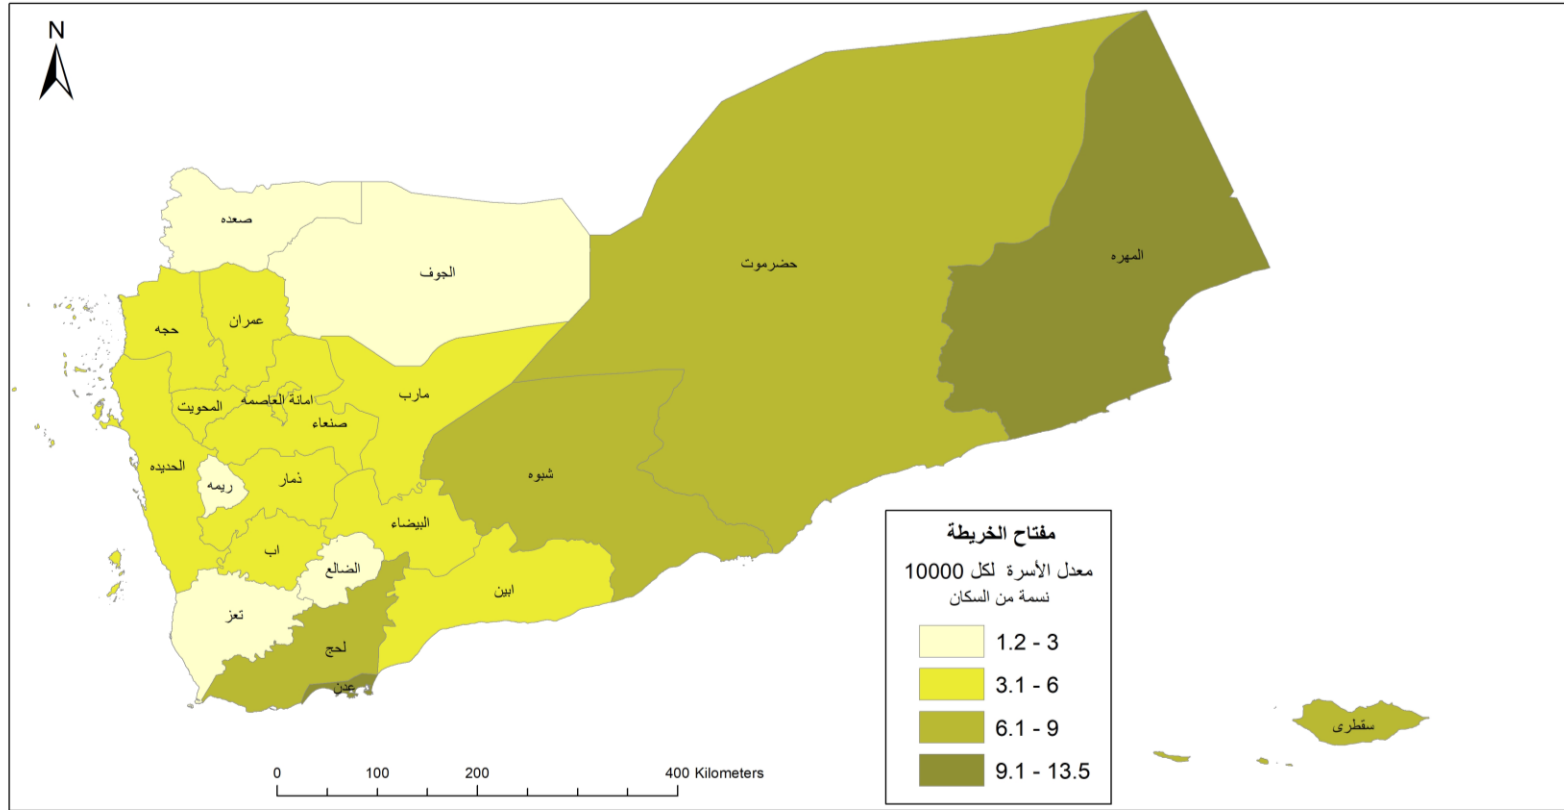 N
صعده
الجوف
حضرموت
المهره
حجه
عمران
مارب
المحويت
امانة العاصمه
صنعاء
الحديده
ريمه
ذمار
شبوه
البيضاء
اب
الضالع
ابين
تعز
لحج
عدن
سقطرى
مفتاح الخريطة
معدل الأسرة لكل 10000
نسمة من السكان
1.2 - 3
3.1 - 6
6.1 - 9
9.1 - 13.5
0 100 200 400 Kilometers